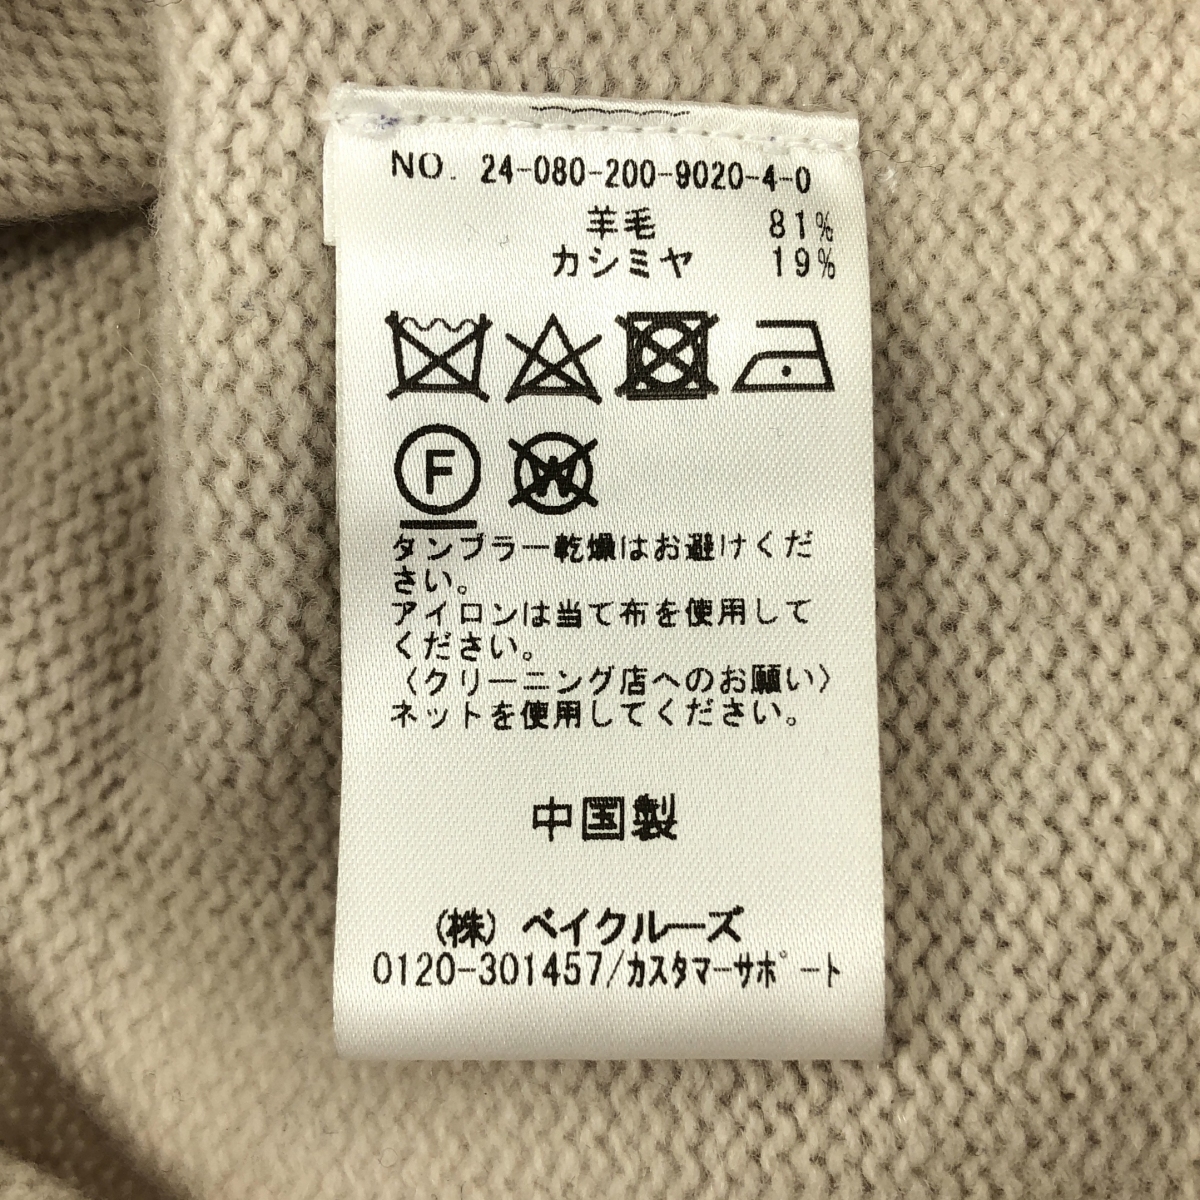 NO. 24-080-200-9020-4-0
羊毛 81%
カシミヤ 19%
F
W
タンブラー乾燥はお避けくだ
さい。
アイロンは当て布を使用して
ください。
〈クリーニング店へのお願い〉
ネットを使用してください。
中国製
(株) ベイクルーズ
0120-301457/カスタマーサポート